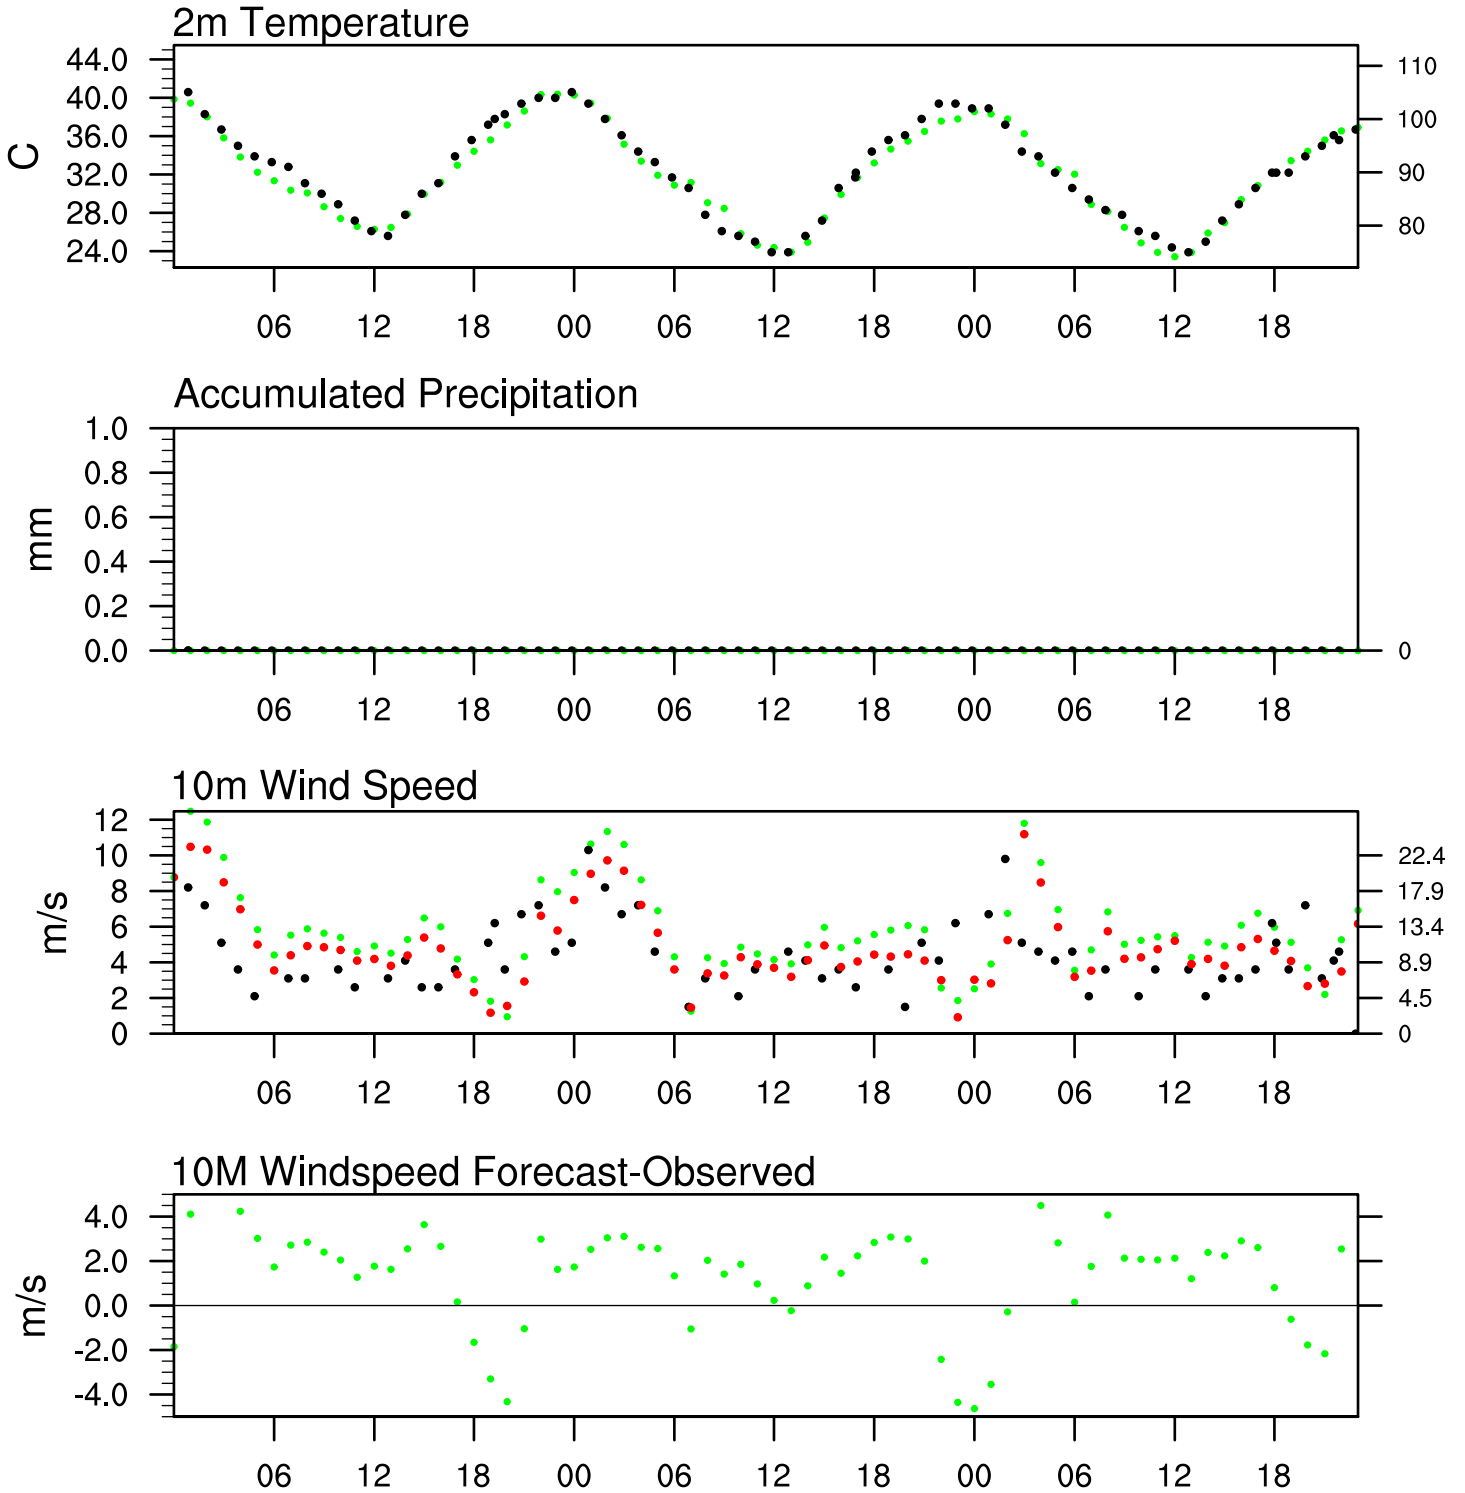 2m Temperature
44.0
40.0
36.0
32.0
28.0
24.0
C
110
100
90
80
06 12 18 00 06 12 18 00 06 12 18
Accumulated Precipitation
1.0
0.8
0.6
0.4
0.2
0.0
mm
0
06 12 18 00 06 12 18 00 06 12 18
10m Wind Speed
12
10
8
6
4
2
0
m/s
22.4
17.9
13.4
8.9
4.5
0
06 12 18 00 06 12 18 00 06 12 18
10M Windspeed Forecast-Observed
4.0
2.0
0.0
-2.0
-4.0
m/s
06 12 18 00 06 12 18 00 06 12 18